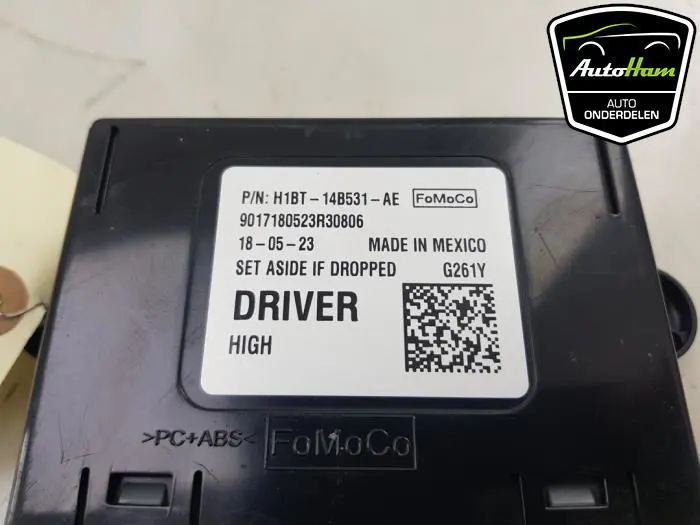 AutoHam
AUTO
ONDERDELEN
P/N: H1BT-14B531-AE FoMoCo
9017180523R30806
18-05-23 MADE IN MEXICO
SET ASIDE IF DROPPED G261Y
DRIVER
HIGH
>PC+ABS< FoMoCo